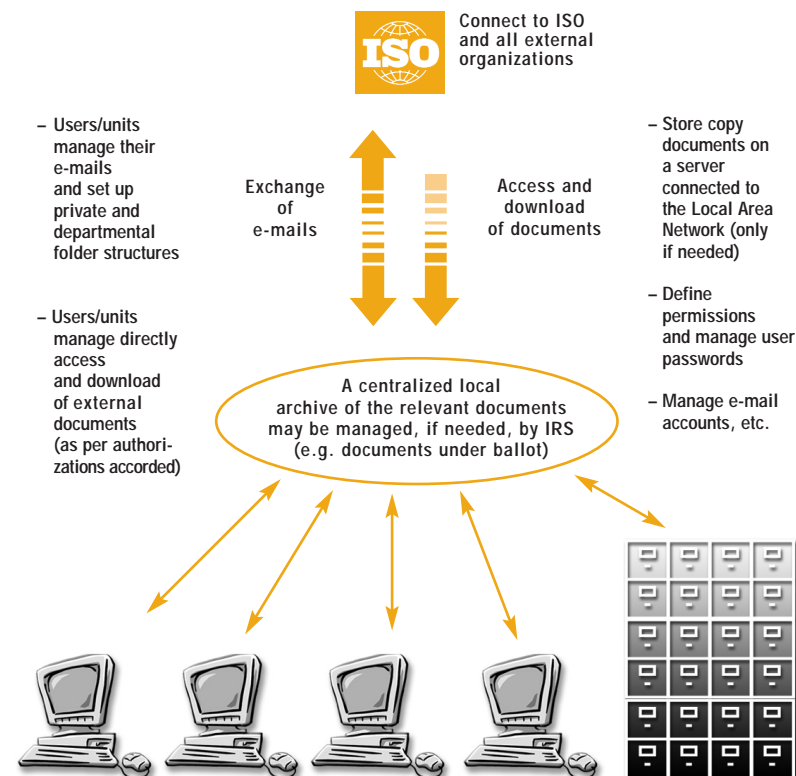 ISO
Connect to ISO
and all external
organizations
– Users/units
manage their
e-mails
and set up
private and
departmental
folder structures
– Users/units
manage directly
access
and download
of external
documents
(as per authori-
zations accorded)
Exchange
of
e-mails
Access and
download
of documents
– Store copy
documents on
a server
connected to
the Local Area
Network (only
if needed)
– Define
permissions
and manage user
passwords
– Manage e-mail
accounts, etc.
A centralized local
archive of the relevant documents
may be managed, if needed, by IRS
(e.g. documents under ballot)